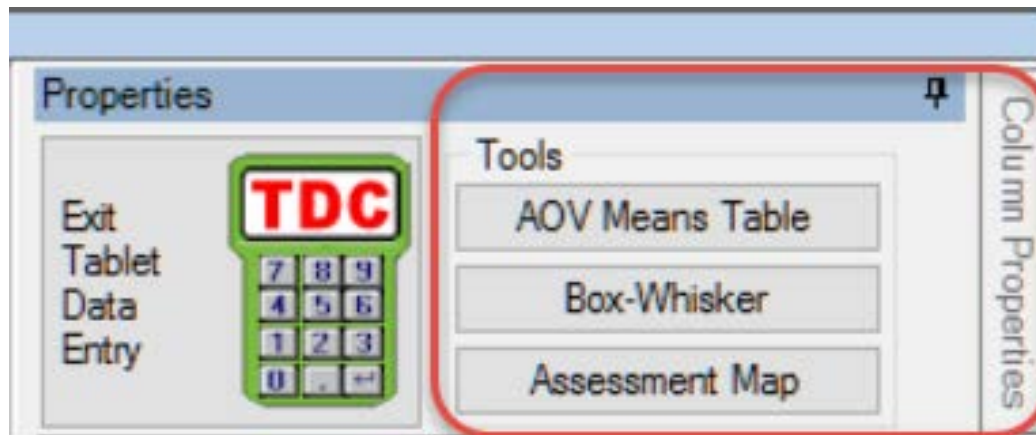 Properties
Exit
Tablet
Data
Entry
TDC
7 8 9
4 5 6
1 2 3
0 . ↵
Tools
AOV Means Table
Box-Whisker
Assessment Map
Column Properties